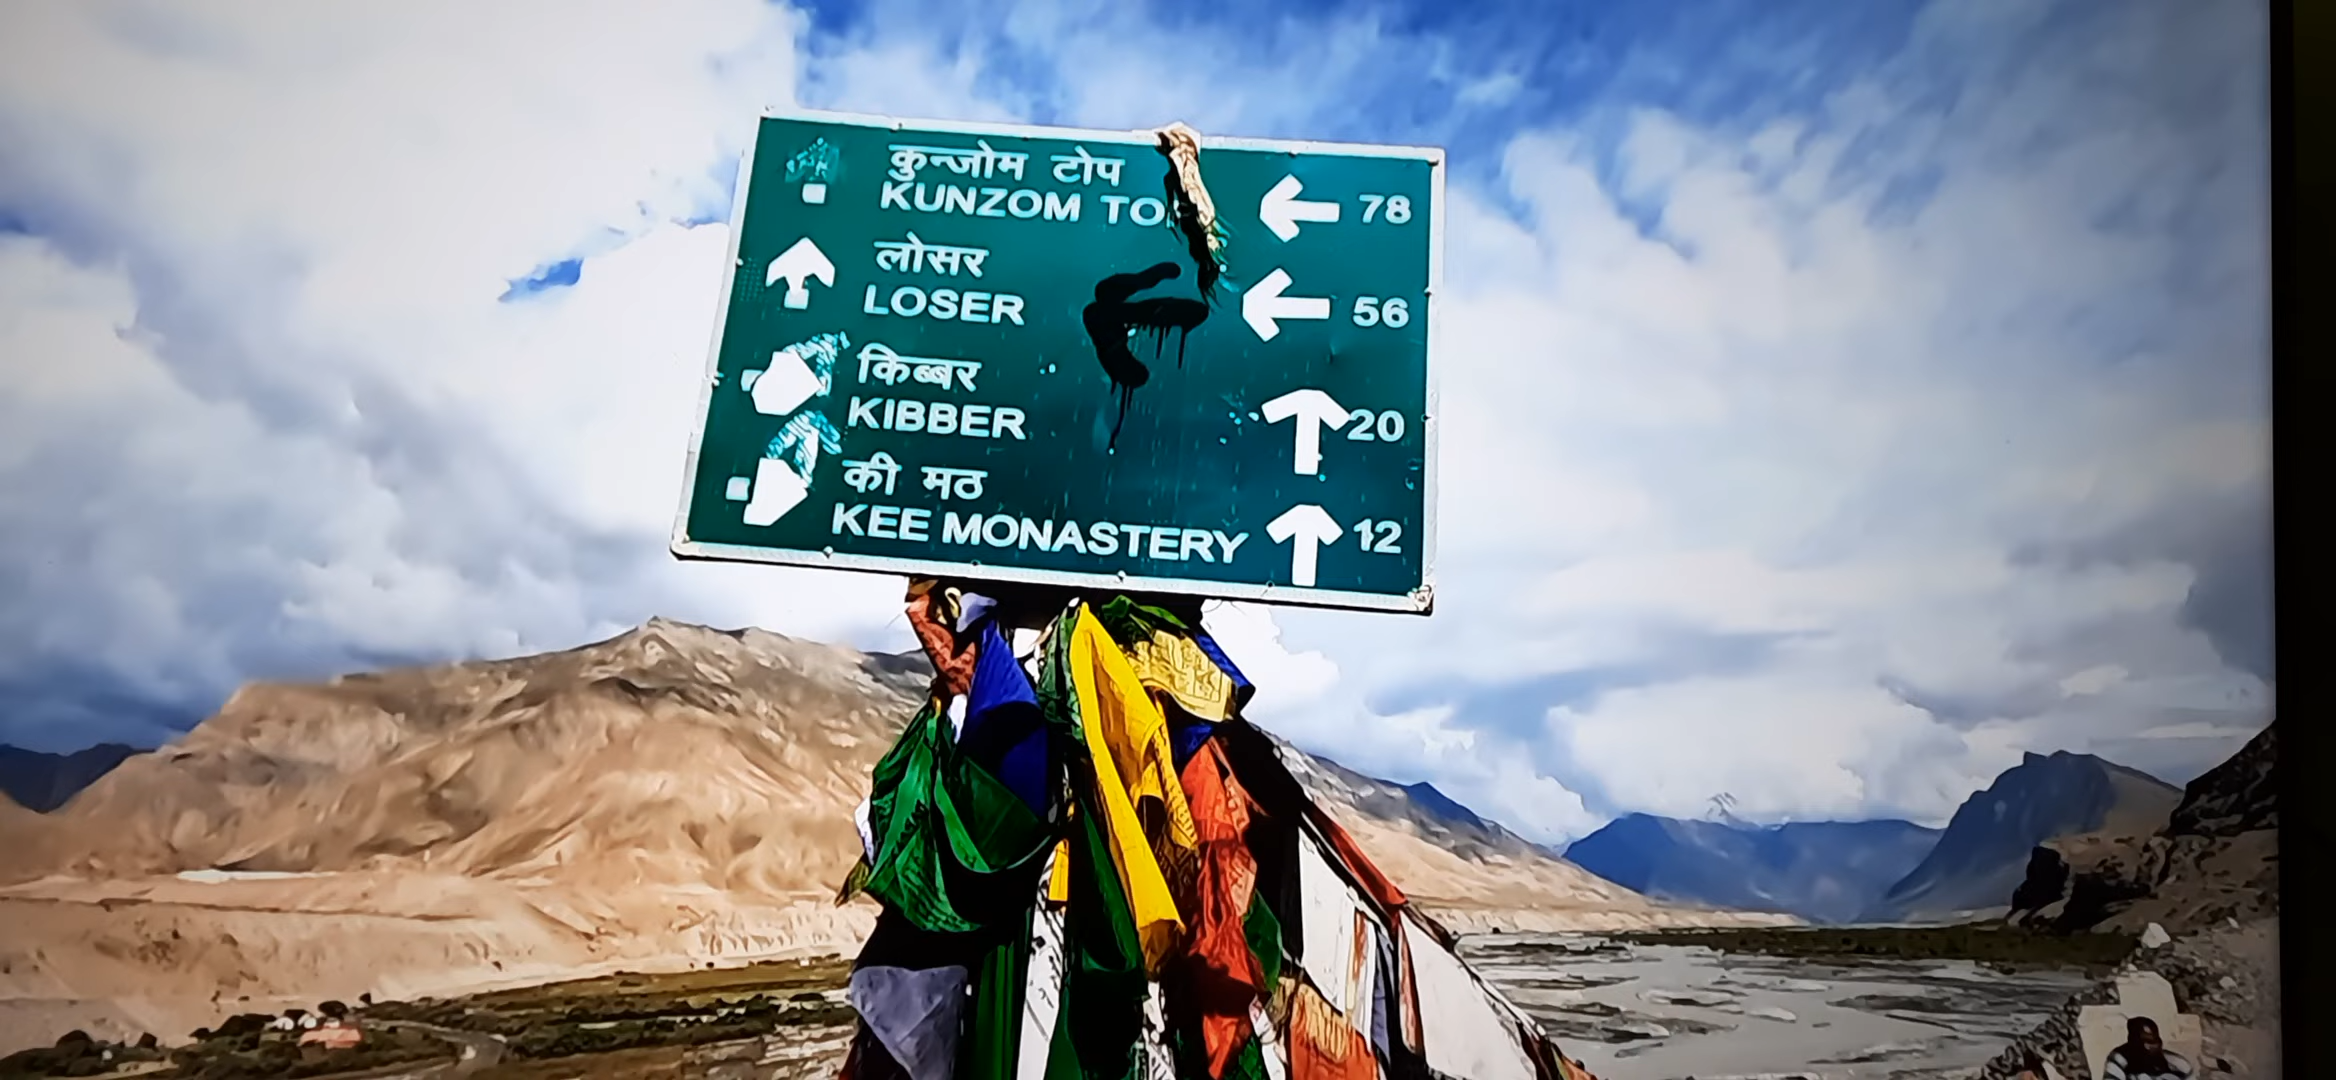 कुन्जोम टोप
KUNZOM TO
78
लोसर
LOSER
56
किब्बर
KIBBER
20
की मठ
KEE MONASTERY
12